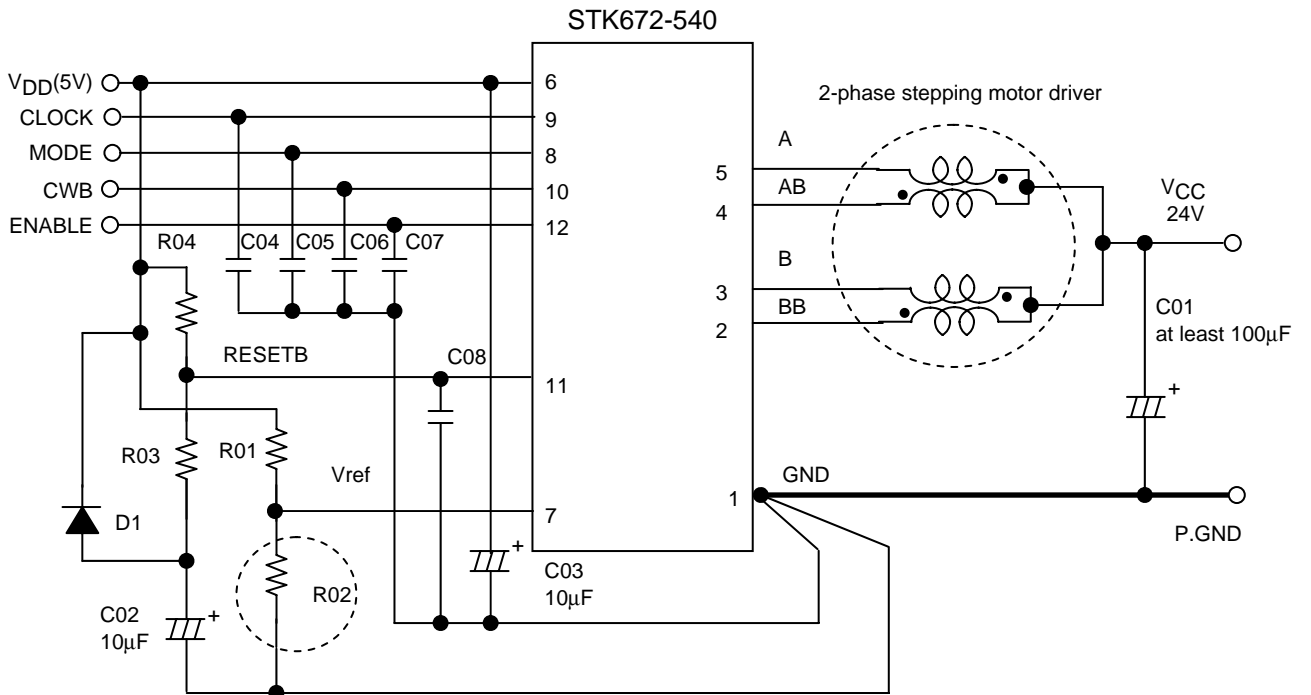 STK672-540
VDD(5V)
CLOCK
MODE
CWB
ENABLE
6
9
8
10
12
11
7
2-phase stepping motor driver
A
5
AB
4
B
3
BB
2
VCC
24V
C01
at least 100μF
+
R04
C04
C05
C06
C07
RESETB
C08
R03
R01
Vref
D1
R02
C02
10μF
+
C03
10μF
+
1
GND
P.GND